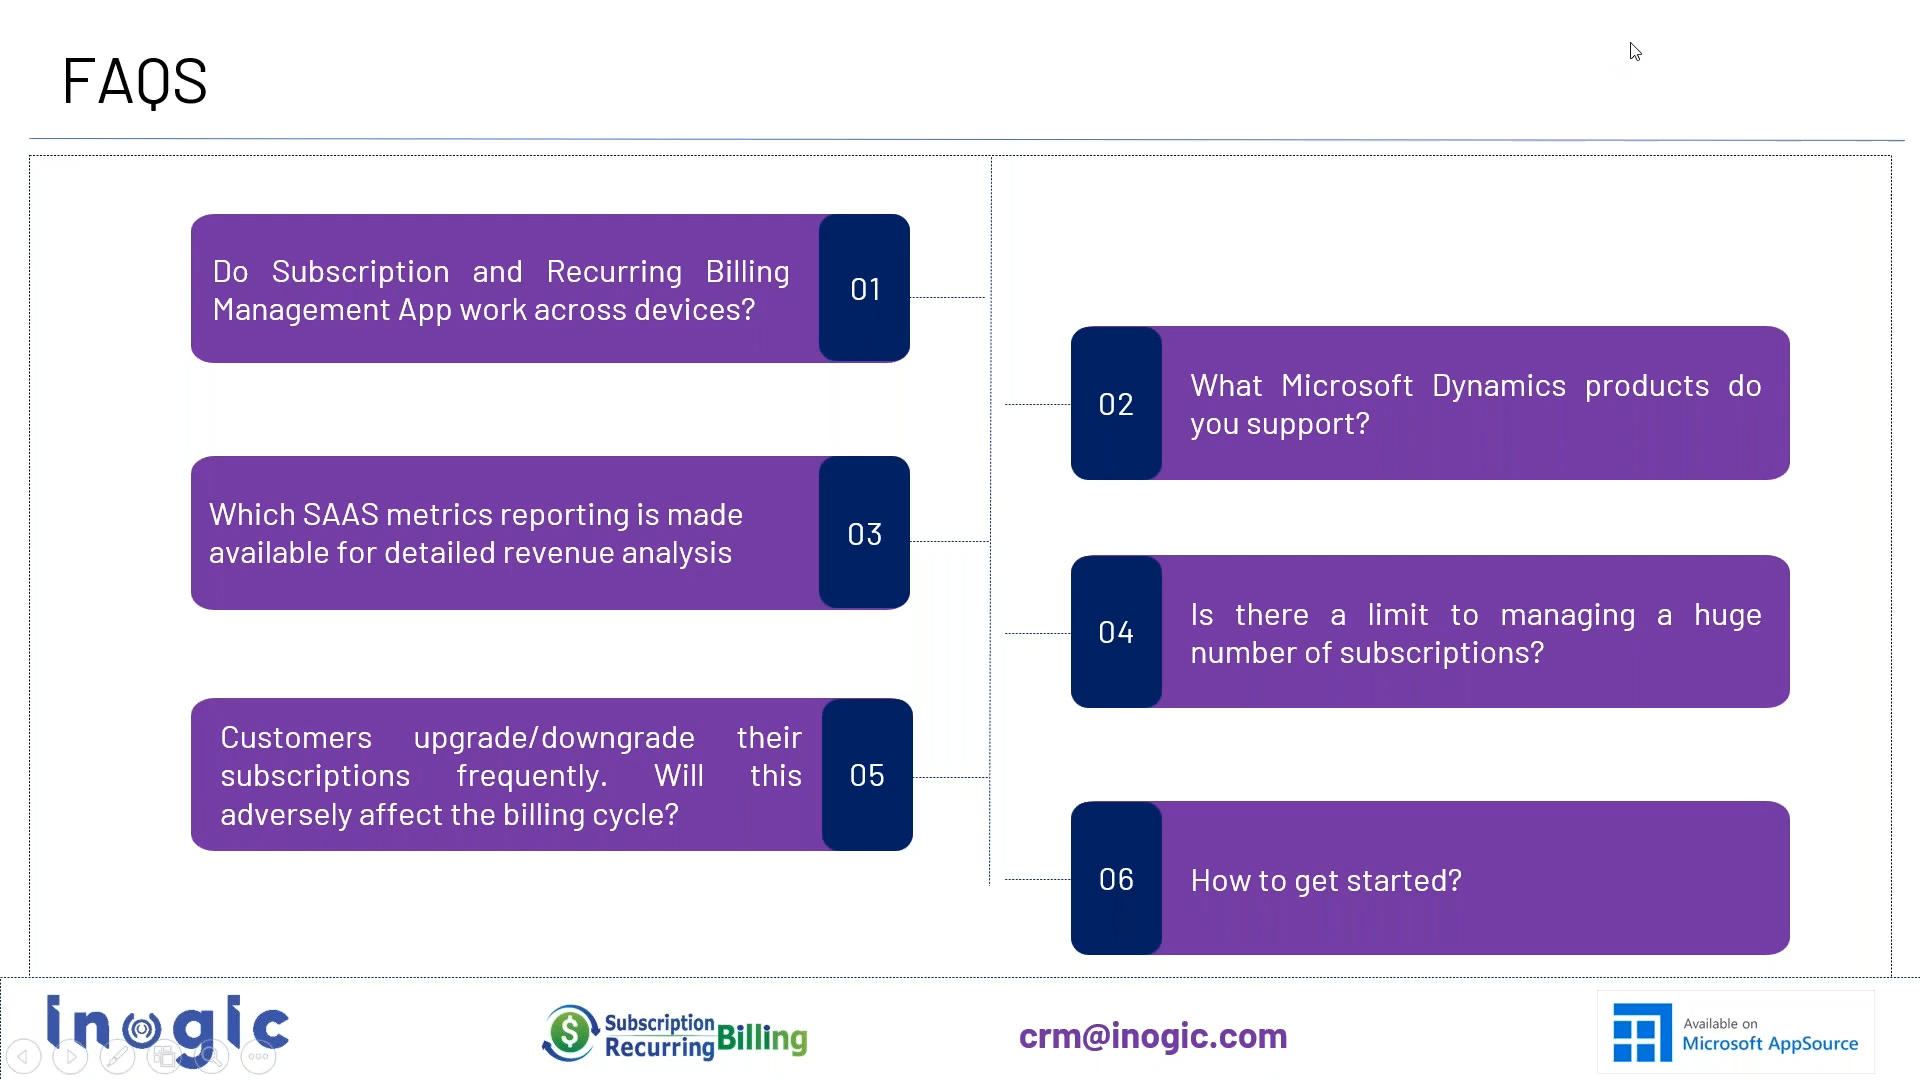 FAQS
Do Subscription and Recurring Billing
Management App work across devices?
01
02
What Microsoft Dynamics products do
you support?
Which SAAS metrics reporting is made
available for detailed revenue analysis
03
04
Is there a limit to managing a huge
number of subscriptions?
Customers upgrade/downgrade their
subscriptions frequently. Will this
adversely affect the billing cycle?
05
06
How to get started?
inogic
Subscription
Recurring Billing
crm@inogic.com
Available on
Microsoft AppSource